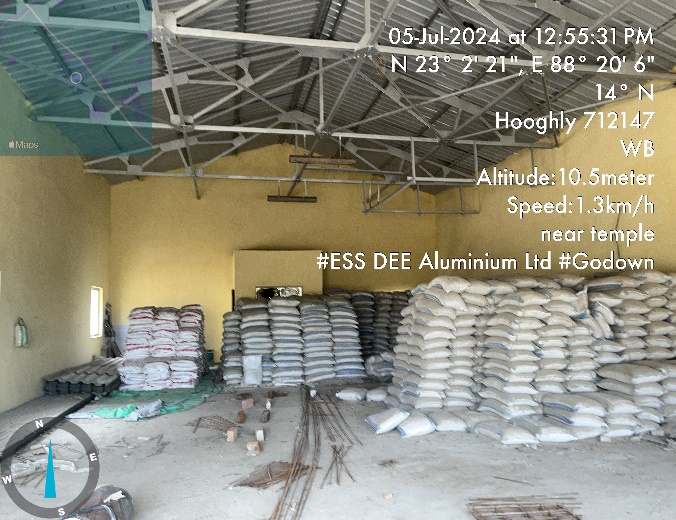 05-Jul-2024 at 12:55:31 PM
N 23° 2' 21", E 88° 20' 6"
14° N
Hooghly 712147
WB
Altitude:10.5meter
Speed:1.3km/h
near temple
#ESS DEE Aluminium Ltd #Godown
Maps
N
E
W
S